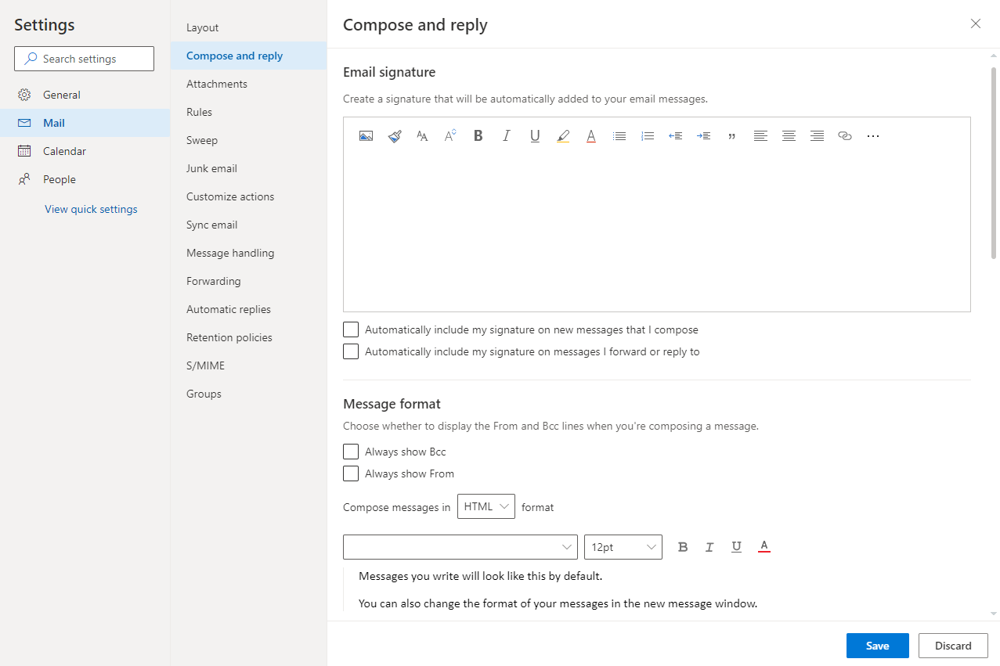 Settings
Search settings
General
Mail
Calendar
People
View quick settings
Layout
Compose and reply
Attachments
Rules
Sweep
Junk email
Customize actions
Sync email
Message handling
Forwarding
Automatic replies
Retention policies
S/MIME
Groups
Compose and reply
Email signature
Create a signature that will be automatically added to your email messages.
Automatically include my signature on new messages that I compose
Automatically include my signature on messages I forward or reply to
Message format
Choose whether to display the From and Bcc lines when you're composing a message.
Always show Bcc
Always show From
Compose messages in HTML format
12pt B I U A
Messages you write will look like this by default.
You can also change the format of your messages in the new message window.
Save Discard